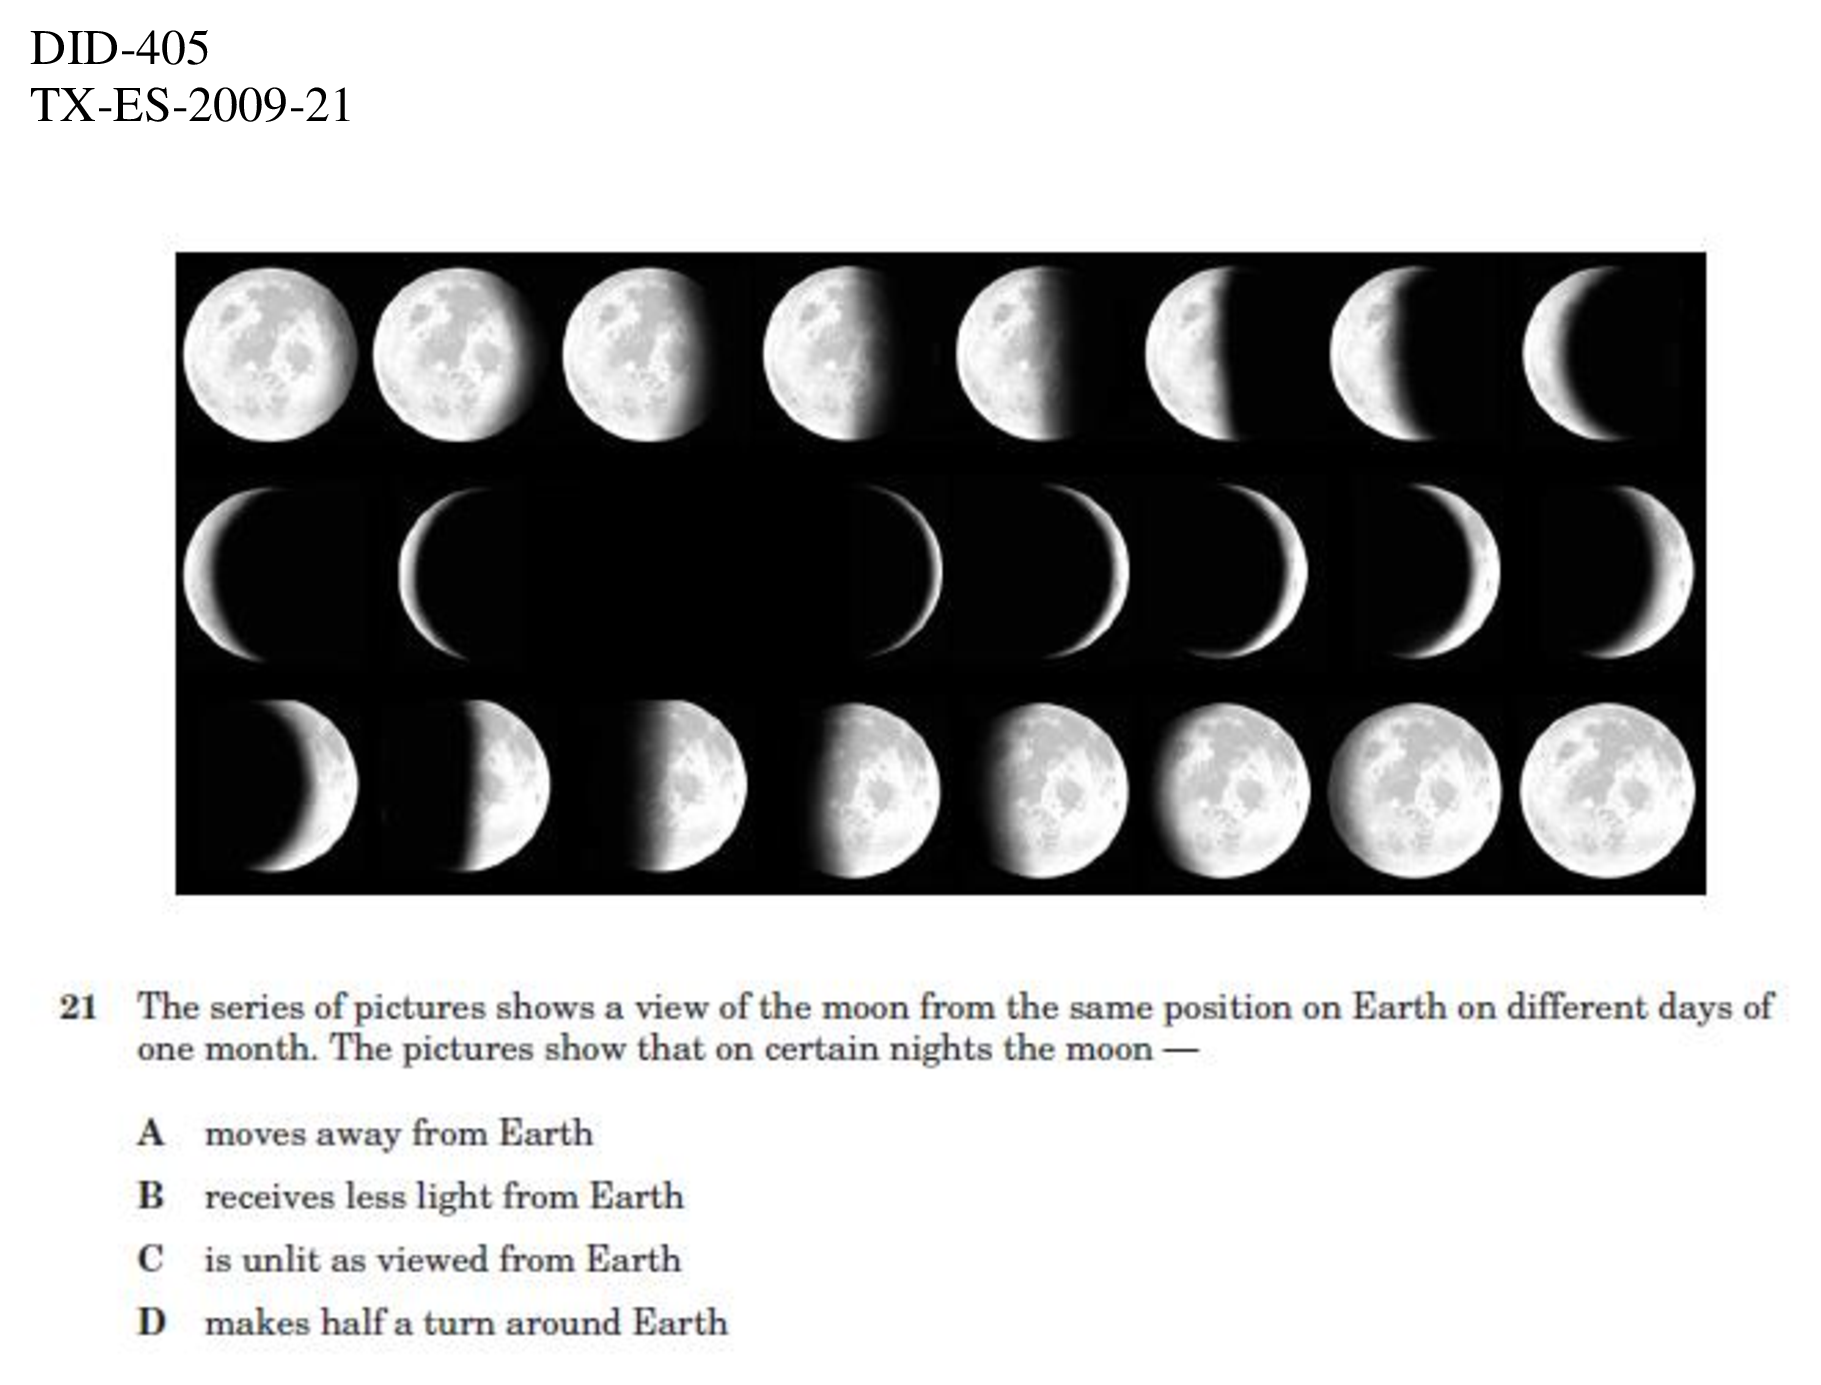 DID-405
TX-ES-2009-21
21 The series of pictures shows a view of the moon from the same position on Earth on different days of
one month. The pictures show that on certain nights the moon —
A moves away from Earth
B receives less light from Earth
C is unlit as viewed from Earth
D makes half a turn around Earth